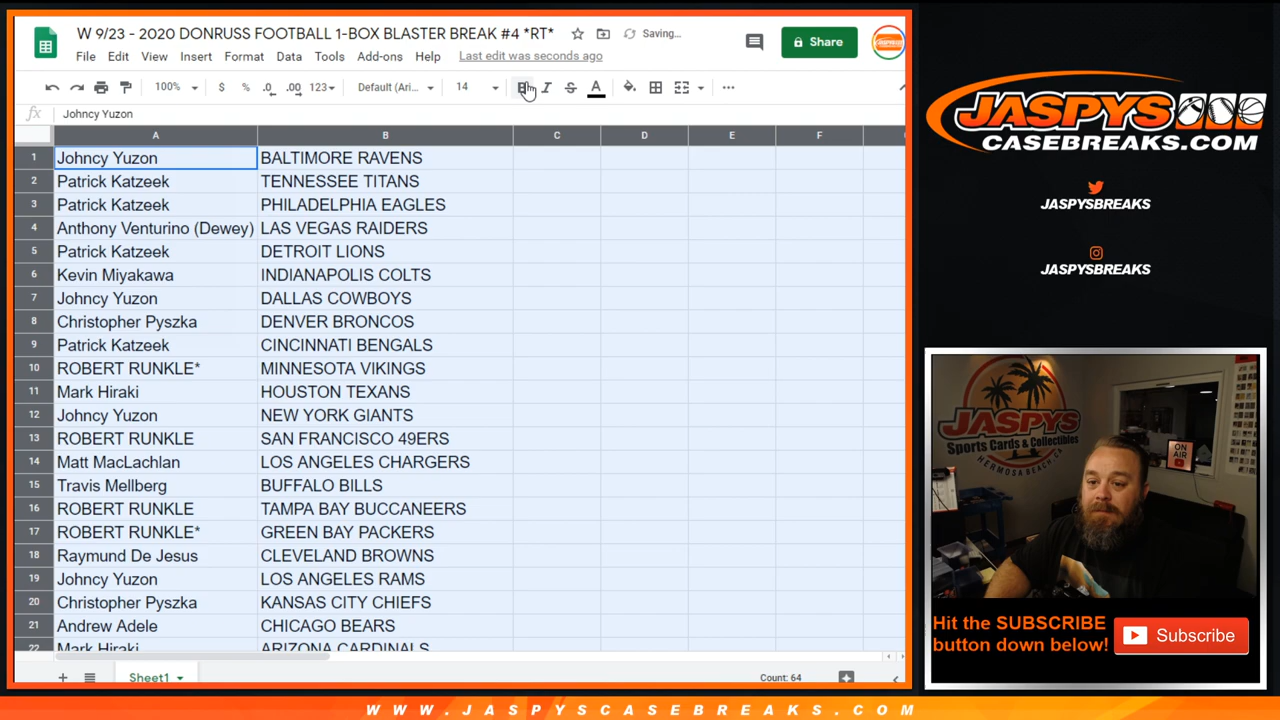 W 9/23 - 2020 DONRUSS FOOTBALL 1-BOX BLASTER BREAK #4 *RT*
Saving...
Share
File Edit View Insert Format Data Tools Add-ons Help Last edit was seconds ago
100% $ % .0 .00 123 Default (Ari... 14 B I S A
fx Johncy Yuzon
A B C D E F
1 Johncy Yuzon BALTIMORE RAVENS
2 Patrick Katzeek TENNESSEE TITANS
3 Patrick Katzeek PHILADELPHIA EAGLES
4 Anthony Venturino (Dewey) LAS VEGAS RAIDERS
5 Patrick Katzeek DETROIT LIONS
6 Kevin Miyakawa INDIANAPOLIS COLTS
7 Johncy Yuzon DALLAS COWBOYS
8 Christopher Pyszka DENVER BRONCOS
9 Patrick Katzeek CINCINNATI BENGALS
10 ROBERT RUNKLE* MINNESOTA VIKINGS
11 Mark Hiraki HOUSTON TEXANS
12 Johncy Yuzon NEW YORK GIANTS
13 ROBERT RUNKLE SAN FRANCISCO 49ERS
14 Matt MacLachlan LOS ANGELES CHARGERS
15 Travis Mellberg BUFFALO BILLS
16 ROBERT RUNKLE TAMPA BAY BUCCANEERS
17 ROBERT RUNKLE* GREEN BAY PACKERS
18 Raymund De Jesus CLEVELAND BROWNS
19 Johncy Yuzon LOS ANGELES RAMS
20 Christopher Pyszka KANSAS CITY CHIEFS
21 Andrew Adele CHICAGO BEARS
22 Mark Hiraki ARIZONA CARDINALS
Sheet1
Count: 64
JASPYS
CASEBREAKS.COM
JASPYSBREAKS
JASPYSBREAKS
JASPYS
Sports Cards & Collectibles
HERMOSA BEACH, CA
ON AIR
Hit the SUBSCRIBE
button down below!
Subscribe
WWW.JASPYSCASEBREAKS.COM